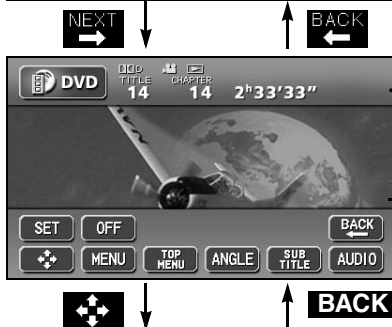 NEXT BACK
DVD
TITLE CHAPTER
14 14 2h33'33"
SET OFF BACK
MENU TOP MENU ANGLE SUB TITLE AUDIO
BACK